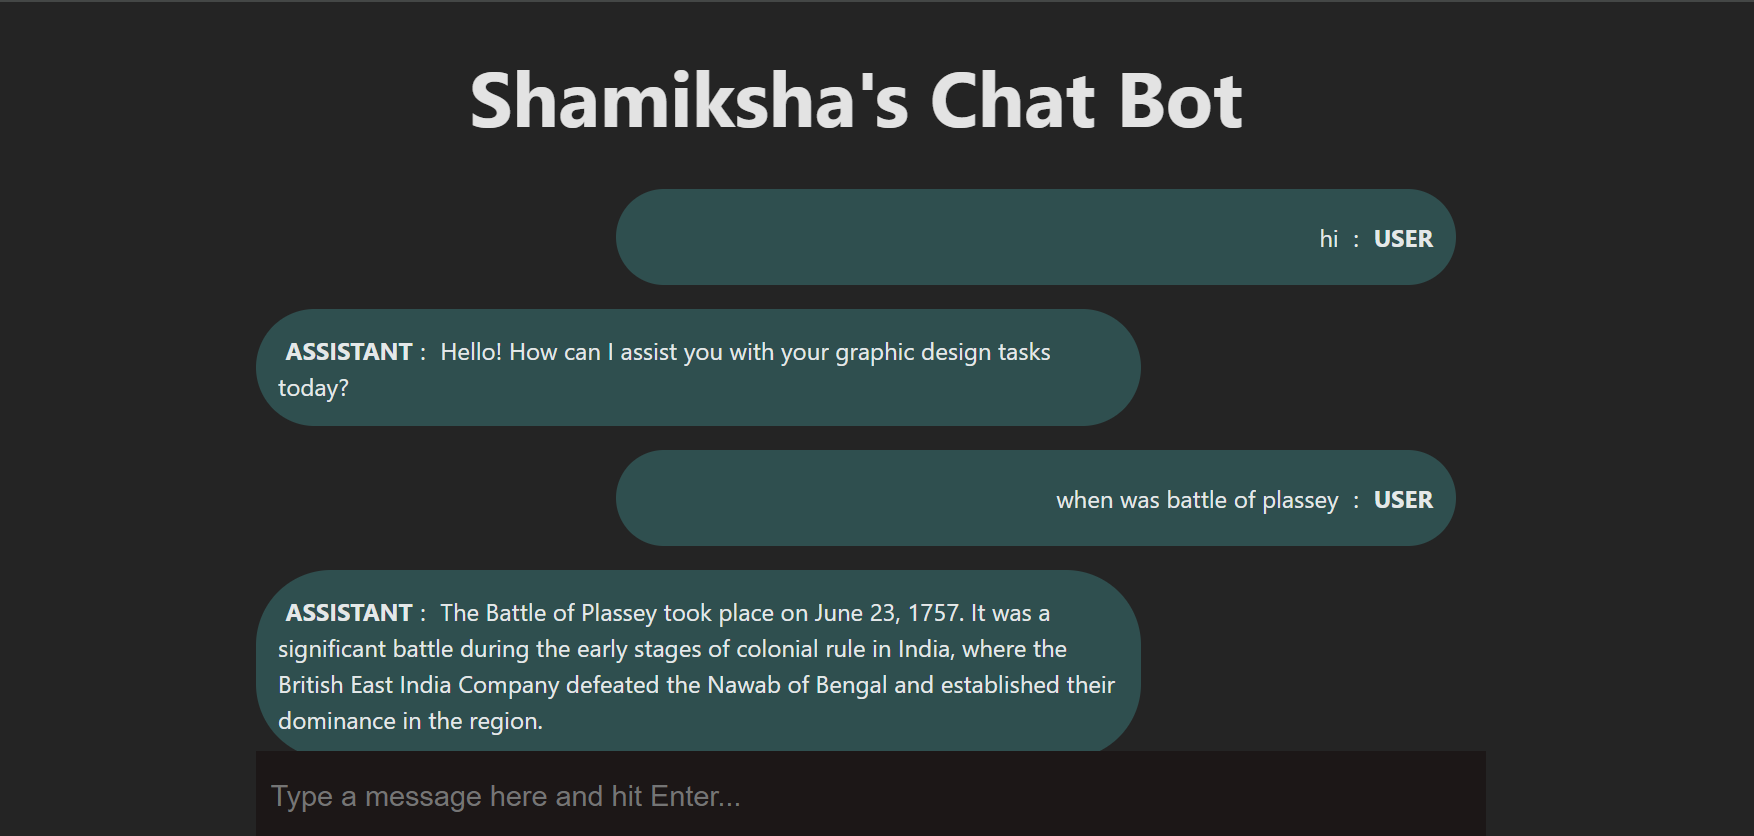 Shamiksha's Chat Bot
hi : USER
ASSISTANT : Hello! How can I assist you with your graphic design tasks
today?
when was battle of plassey : USER
ASSISTANT : The Battle of Plassey took place on June 23, 1757. It was a
significant battle during the early stages of colonial rule in India, where the
British East India Company defeated the Nawab of Bengal and established their
dominance in the region.
Type a message here and hit Enter...